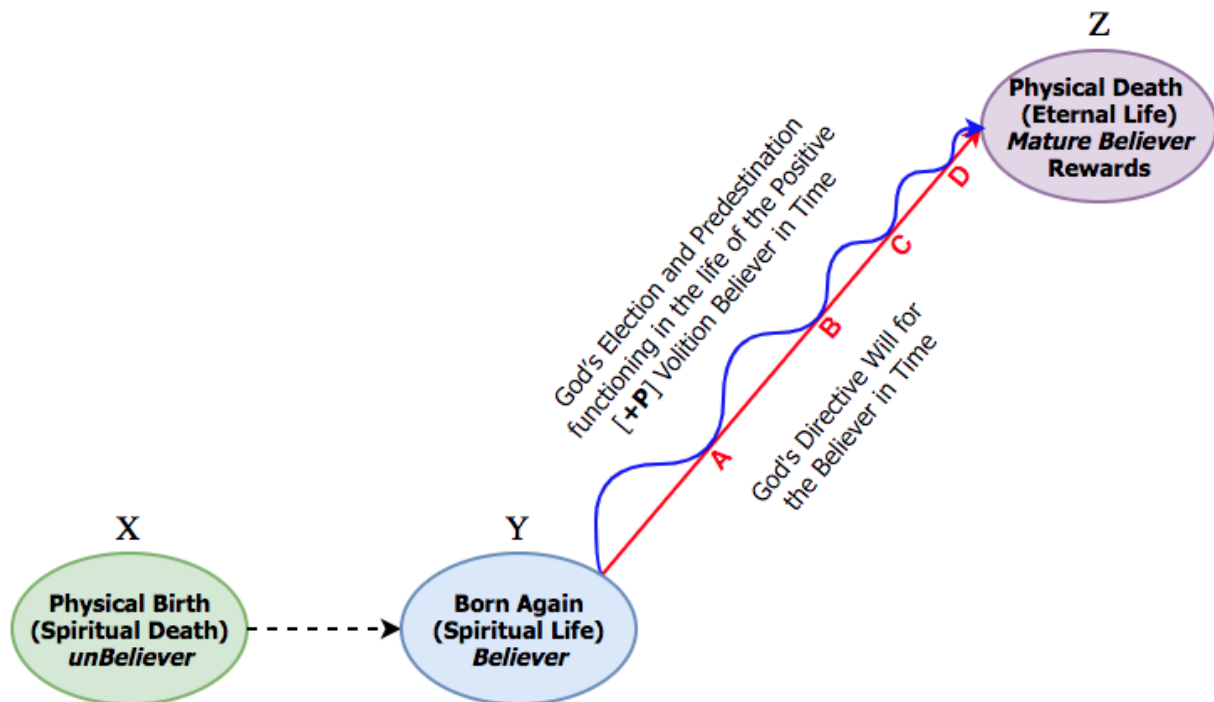 Z
Physical Death
(Eternal Life)
Mature Believer
Rewards
God's Election and Predestination
functioning in the life of the Positive
[+P] Volition Believer in Time
D
C
B
A
God's Directive Will for
the Believer in Time
X
Physical Birth
(Spiritual Death)
unBeliever
Y
Born Again
(Spiritual Life)
Believer